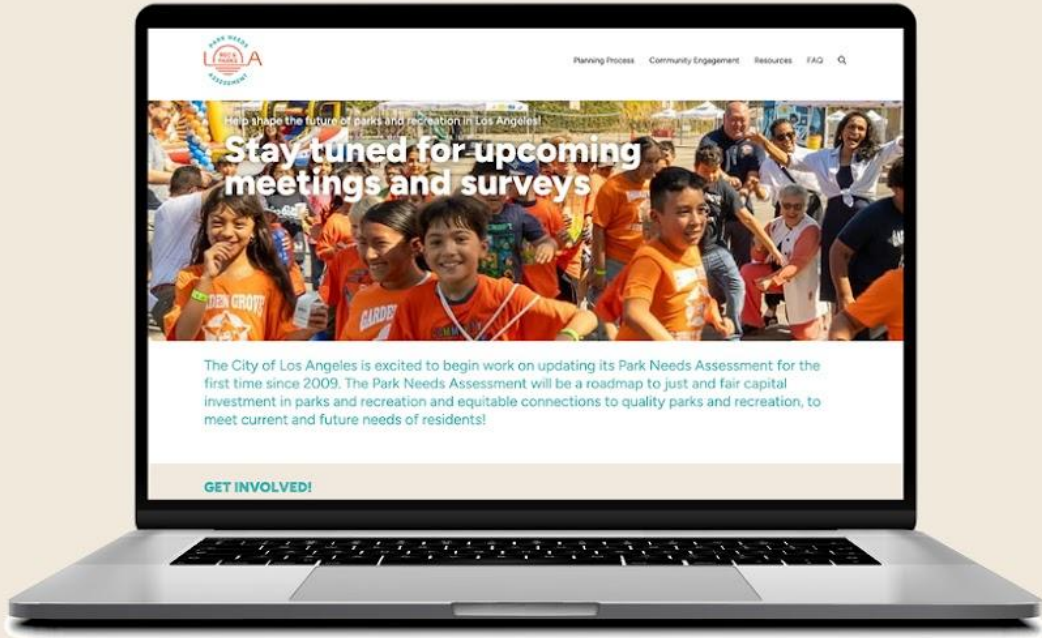 PARK NEEDS
L A
REC &
PARKS
ASSESSMENT
Planning Process Community Engagement Resources FAQ
Help shape the future of parks and recreation in Los Angeles!
Stay tuned for upcoming
meetings and surveys
GARDEN GROVE
GARDEN
The City of Los Angeles is excited to begin work on updating its Park Needs Assessment for the
first time since 2009. The Park Needs Assessment will be a roadmap to just and fair capital
investment in parks and recreation and equitable connections to quality parks and recreation, to
meet current and future needs of residents!
GET INVOLVED!